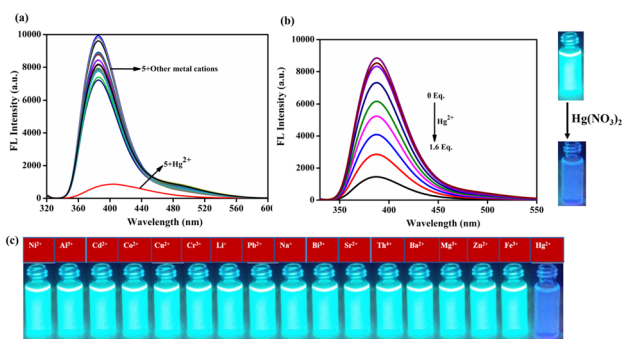 (a)
10000
8000
6000
4000
2000
0
FL Intensity (a.u.)
5+Other metal cations
5+Hg²⁺
320 400 480 560 600
Wavelength (nm)
(b)
10000
8000
6000
4000
2000
0
FL Intensity (a.u.)
0 Eq.
Hg²⁺
1.6 Eq.
350 400 450 500 550
Wavelength (nm)
Hg(NO₃)₂
(c)
Ni²⁺ Al³⁺ Cd²⁺ Co²⁺ Cu²⁺ Cr³⁺ Li⁺ Pb²⁺ Na⁺ Bi³⁺ Sr²⁺ Th⁴⁺ Ba²⁺ Mg²⁺ Zn²⁺ Fe³⁺ Hg²⁺